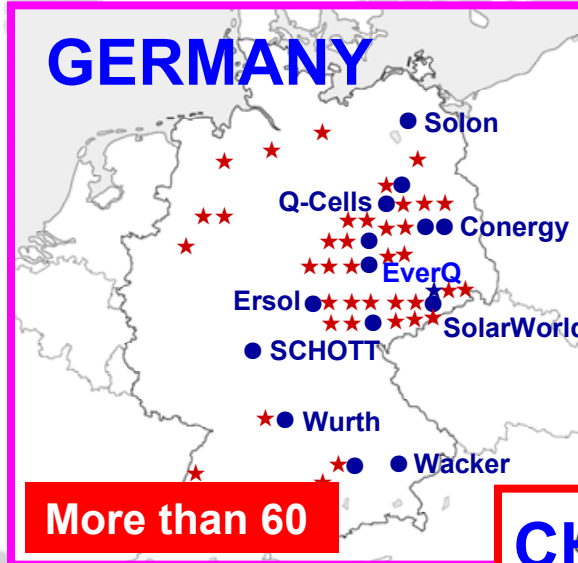 GERMANY
Solon
Q-Cells
Conergy
EverQ
Ersol
SolarWorld
SCHOTT
Wurth
Wacker
More than 60